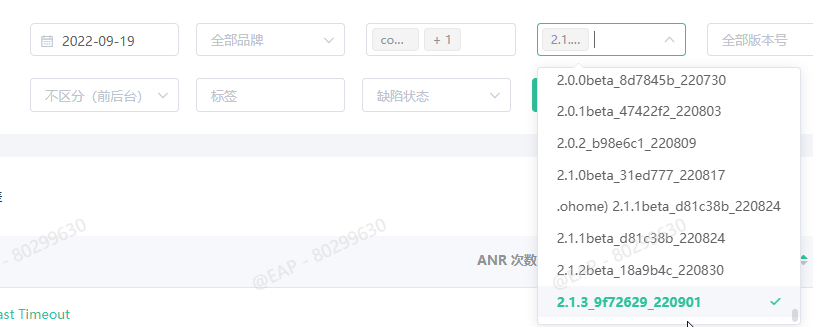 2022-09-19
全部品牌
co...
+ 1
2.1....
全部版本号
不区分（前后台）
标签
缺陷状态
2.0.0beta_8d7845b_220730
2.0.1beta_47422f2_220803
2.0.2_b98e6c1_220809
2.1.0beta_31ed777_220817
.ohome) 2.1.1beta_d81c38b_220824
2.1.1beta_d81c38b_220824
2.1.2beta_18a9b4c_220830
2.1.3_9f72629_220901
ANR 次数
ast Timeout
- 80299630
@EAP - 80299630
@EAP - 80299630